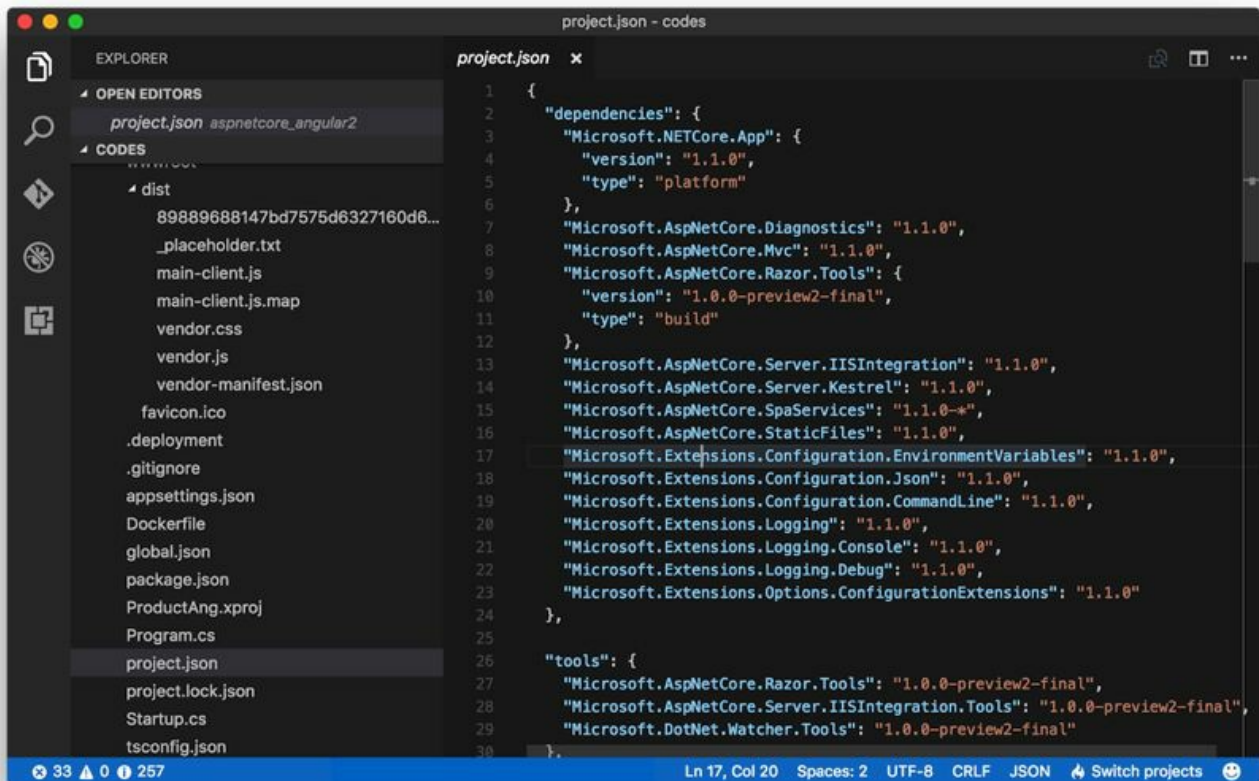 project.json - codes
EXPLORER
OPEN EDITORS
project.json aspnetcore_angular2
CODES
dist
89889688147bd7575d6327160d6...
_placeholder.txt
main-client.js
main-client.js.map
vendor.css
vendor.js
vendor-manifest.json
favicon.ico
.deployment
.gitignore
appsettings.json
Dockerfile
global.json
package.json
ProductAng.xproj
Program.cs
project.json
project.lock.json
Startup.cs
tsconfig.json
project.json ×
1 {
2 "dependencies": {
3 "Microsoft.NETCore.App": {
4 "version": "1.1.0",
5 "type": "platform"
6 },
7 "Microsoft.AspNetCore.Diagnostics": "1.1.0",
8 "Microsoft.AspNetCore.Mvc": "1.1.0",
9 "Microsoft.AspNetCore.Razor.Tools": {
10 "version": "1.0.0-preview2-final",
11 "type": "build"
12 },
13 "Microsoft.AspNetCore.Server.IISIntegration": "1.1.0",
14 "Microsoft.AspNetCore.Server.Kestrel": "1.1.0",
15 "Microsoft.AspNetCore.SpaServices": "1.1.0-*",
16 "Microsoft.AspNetCore.StaticFiles": "1.1.0",
17 "Microsoft.Extensions.Configuration.EnvironmentVariables": "1.1.0",
18 "Microsoft.Extensions.Configuration.Json": "1.1.0",
19 "Microsoft.Extensions.Configuration.CommandLine": "1.1.0",
20 "Microsoft.Extensions.Logging": "1.1.0",
21 "Microsoft.Extensions.Logging.Console": "1.1.0",
22 "Microsoft.Extensions.Logging.Debug": "1.1.0",
23 "Microsoft.Extensions.Options.ConfigurationExtensions": "1.1.0"
24 },
25
26 "tools": {
27 "Microsoft.AspNetCore.Razor.Tools": "1.0.0-preview2-final",
28 "Microsoft.AspNetCore.Server.IISIntegration.Tools": "1.0.0-preview2-final",
29 "Microsoft.DotNet.Watcher.Tools": "1.0.0-preview2-final"
30 },
33 0 257
Ln 17, Col 20 Spaces: 2 UTF-8 CRLF JSON Switch projects